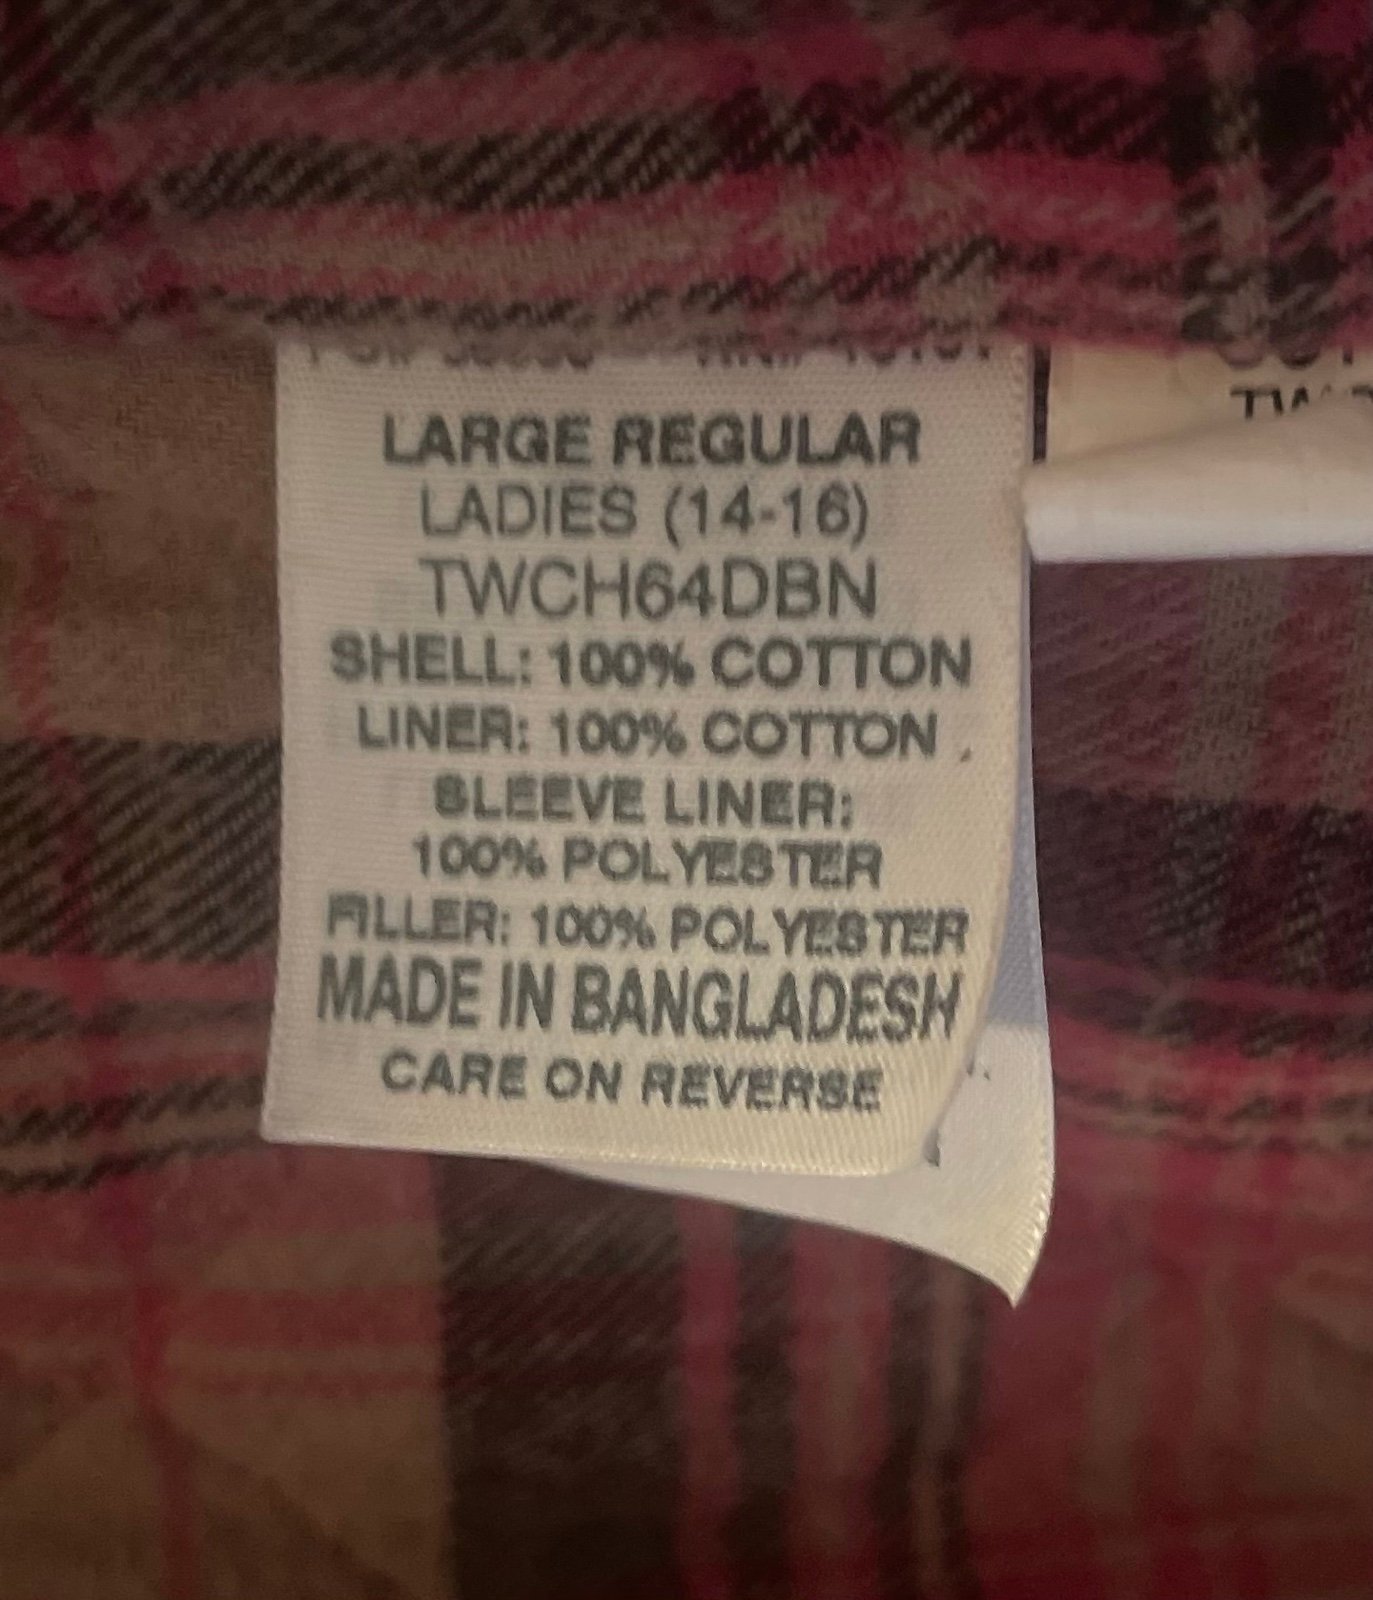 LARGE REGULAR
LADIES (14-16)
TWCH64DBN
SHELL: 100% COTTON
LINER: 100% COTTON
SLEEVE LINER:
100% POLYESTER
FILLER: 100% POLYESTER
MADE IN BANGLADESH
CARE ON REVERSE